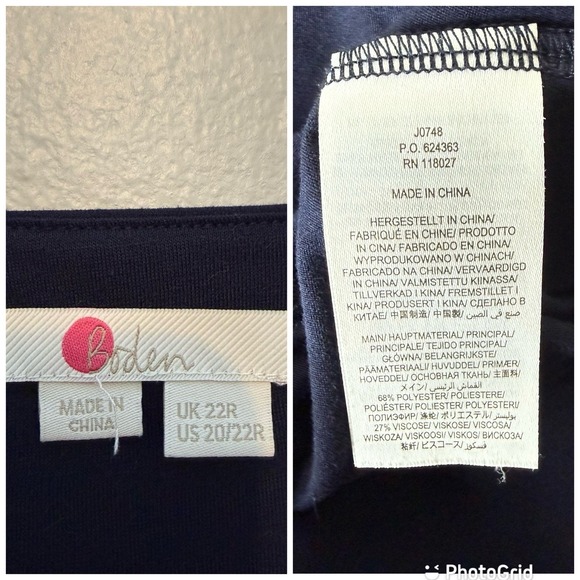 Boden
MADE IN
CHINA
UK 22R
US 20/22R
J0748
P.O. 624363
RN 118027
MADE IN CHINA
HERGESTELLT IN CHINA/
FABRIQUÉ EN CHINE/ PRODOTTO
IN CINA/ FABRICADO EN CHINA/
WYPRODUKOWANO W CHINACH/
FABRICADO NA CHINA/ VERVAARDIGD
IN CHINA/ VALMISTETTU KIINASSA/
TILLVERKAD I KINA/ FREMSTILLET I
KINA/ PRODUSERT I KINA/ СДЕЛАНО В
КИТАЕ/ 中国制造/ 中国製/ صنع في الصين
MAIN/ HAUPTMATERIAL/ PRINCIPAL/
PRINCIPALE/ TEJIDO PRINCIPAL/
GŁÓWNA/ BELANGRIJKSTE/
PÄÄMATERIAALI/ HUVUDDEL/ PRIMÆR/
HOVEDDEL/ ОСНОВНАЯ ТКАНЬ/ 主面料/
メイン/ القماش الرئيسي
68% POLYESTER/ POLIESTERE/
POLIÉSTER/ POLIESTER/ POLYESTERI/
ПОЛИЭФИР/ 涤纶/ ポリエステル/ بوليستر
27% VISCOSE/ VISKOSE/ VISCOSA/
WISKOZA/ VISKOOSI/ VISKOS/ ВИСКОЗА/
粘纤/ ビスコース/ فسكوز
PhotoGrid